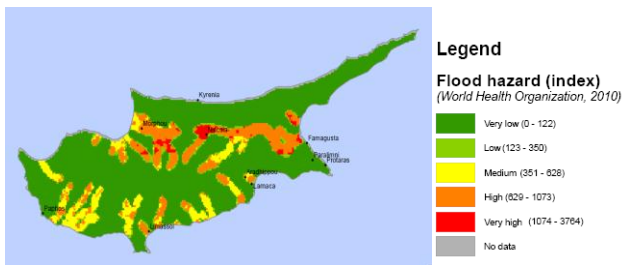 Kyrenia
Morphou
Famagusta
Paralimni
Protaras
Larnaca
Paphos
Limassol
Legend
Flood hazard (index)
(World Health Organization, 2010)
Very low (0 - 122)
Low (123 - 350)
Medium (351 - 628)
High (629 - 1073)
Very high (1074 - 3764)
No data